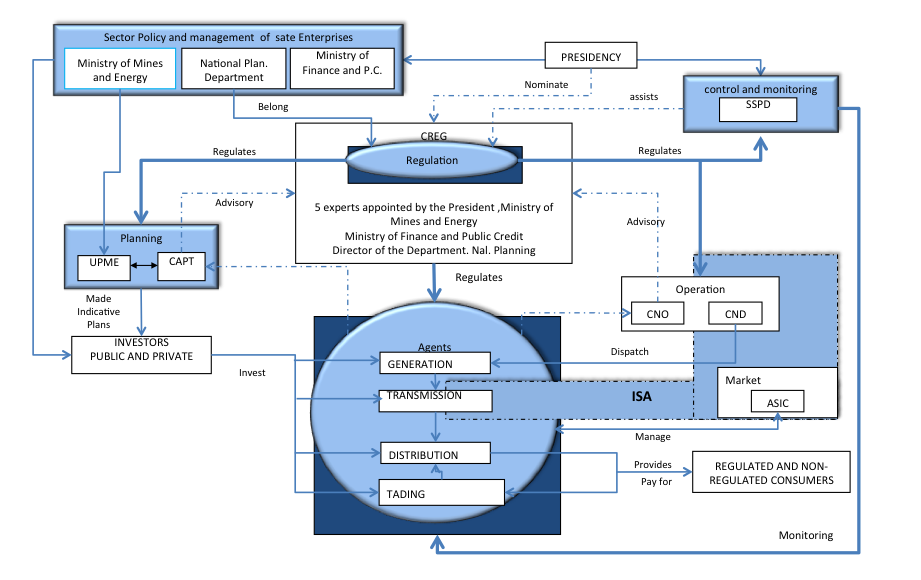 Sector Policy and management of sate Enterprises
Ministry of Mines
and Energy
National Plan.
Department
Ministry of
Finance and P.C.
PRESIDENCY
control and monitoring
SSPD
Nominate
assists
Belong
CREG
Regulation
Regulates
Regulates
5 experts appointed by the President ,Ministry of
Mines and Energy
Ministry of Finance and Public Credit
Director of the Department. Nal. Planning
Advisory
Advisory
Planning
UPME
CAPT
Regulates
Made
Indicative
Plans
Operation
CNO
CND
INVESTORS
PUBLIC AND PRIVATE
Invest
Agents
GENERATION
Dispatch
TRANSMISSION
ISA
Market
ASIC
Manage
DISTRIBUTION
TADING
Provides
Pay for
REGULATED AND NON-
REGULATED CONSUMERS
Monitoring